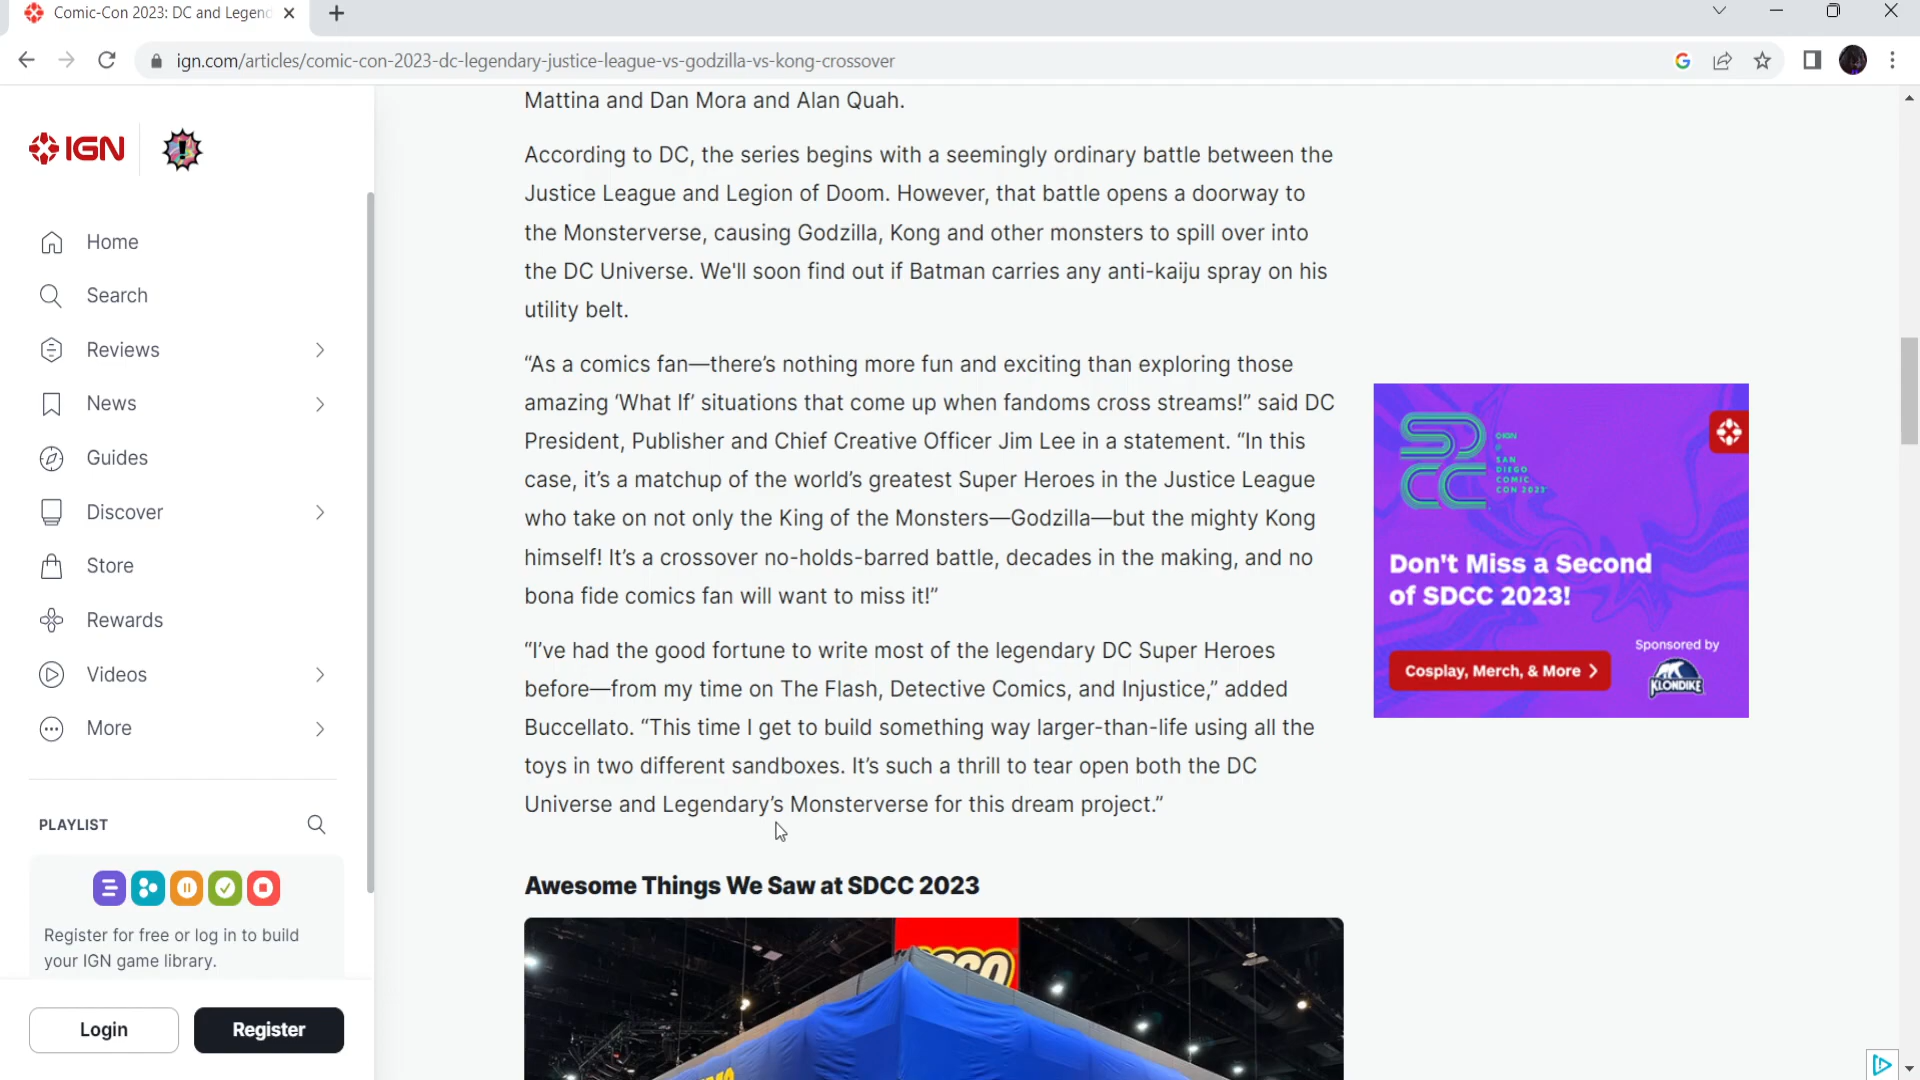 Comic-Con 2023: DC and Legend
ign.com/articles/comic-con-2023-dc-legendary-justice-league-vs-godzilla-vs-kong-crossover
IGN
Home
Search
Reviews
News
Guides
Discover
Store
Rewards
Videos
More
PLAYLIST
Register for free or log in to build
your IGN game library.
Login
Register
Mattina and Dan Mora and Alan Quah.
According to DC, the series begins with a seemingly ordinary battle between the
Justice League and Legion of Doom. However, that battle opens a doorway to
the Monsterverse, causing Godzilla, Kong and other monsters to spill over into
the DC Universe. We'll soon find out if Batman carries any anti-kaiju spray on his
utility belt.
“As a comics fan—there’s nothing more fun and exciting than exploring those
amazing ‘What If’ situations that come up when fandoms cross streams!” said DC
President, Publisher and Chief Creative Officer Jim Lee in a statement. “In this
case, it’s a matchup of the world’s greatest Super Heroes in the Justice League
who take on not only the King of the Monsters—Godzilla—but the mighty Kong
himself! It’s a crossover no-holds-barred battle, decades in the making, and no
bona fide comics fan will want to miss it!”
“I’ve had the good fortune to write most of the legendary DC Super Heroes
before—from my time on The Flash, Detective Comics, and Injustice,” added
Buccellato. “This time I get to build something way larger-than-life using all the
toys in two different sandboxes. It’s such a thrill to tear open both the DC
Universe and Legendary’s Monsterverse for this dream project.”
Awesome Things We Saw at SDCC 2023
SDCC
IGN
@
SAN
DIEGO
COMIC
CON 2023
Don't Miss a Second
of SDCC 2023!
Cosplay, Merch, & More
Sponsored by
KLONDIKE